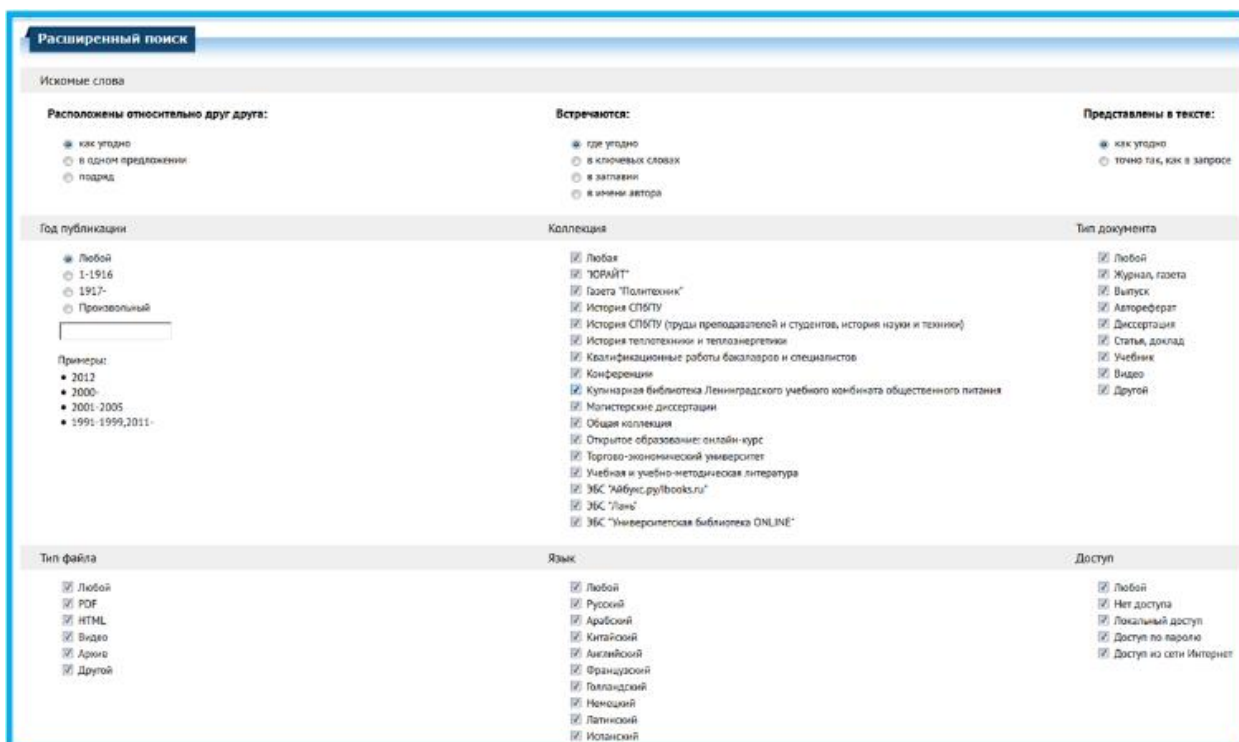 Расширенный поиск
Искомые слова
Расположены относительно друг друга:
как угодно
в одном предложении
подряд
Встречаются:
где угодно
в ключевых словах
в заглавии
в имени автора
Представлены в тексте:
как угодно
точно так, как в запросе
Год публикации
Любой
1-1916
1917-
Произвольный
Примеры:
• 2012
• 2000-
• 2001-2005
• 1991-1999,2011-
Коллекция
Любая
"ЮРАЙТ"
Газета "Политехник"
История СПбПУ
История СПбПУ (труды преподавателей и студентов, история науки и техники)
История теплотехники и теплоэнергетики
Квалификационные работы бакалавров и специалистов
Конференции
Кулинарная библиотека Ленинградского учебного комбината общественного питания
Магистерские диссертации
Общая коллекция
Открытое образование: онлайн-курс
Торгово-экономический университет
Учебная и учебно-методическая литература
ЭБС "Айбукс.ру/ibooks.ru"
ЭБС "Лань"
ЭБС "Университетская библиотека ONLINE"
Тип документа
Любой
Журнал, газета
Выпуск
Автореферат
Диссертация
Статья, доклад
Учебник
Видео
Другой
Тип файла
Любой
PDF
HTML
Видео
Архив
Другой
Язык
Любой
Русский
Арабский
Китайский
Английский
Французский
Голландский
Немецкий
Латинский
Испанский
Доступ
Любой
Нет доступа
Локальный доступ
Доступ по паролю
Доступ из сети Интернет